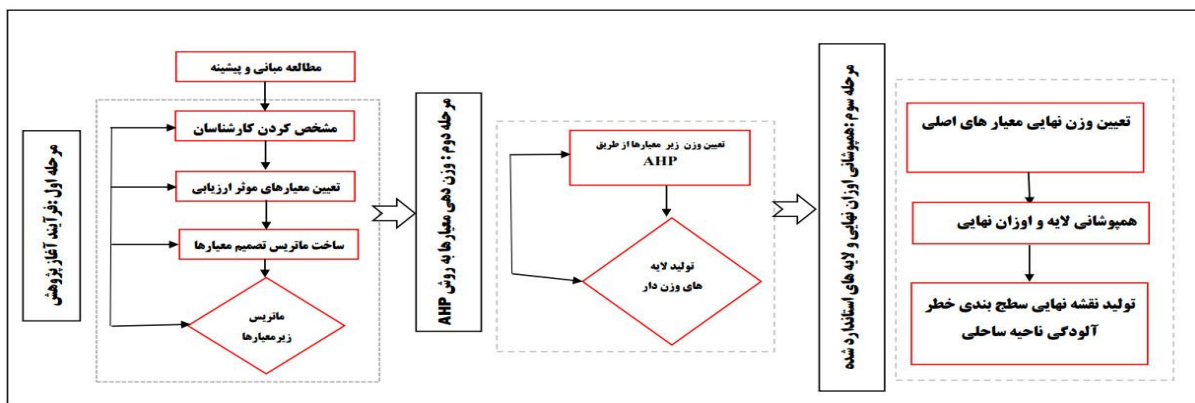 مرحله اول :فرآیند آغاز پژوهش
مطالعه مبانی و پیشینه
مشخص کردن کارشناسان
تعیین معیارهای موثر ارزیابی
ساخت ماتریس تصمیم معیارها
ماتریس
زیرمعیارها
مرحله دوم : وزن دهی معیارها به روش AHP
تعیین وزن زیر معیارها از طریق
AHP
تولید لایه
های وزن دار
مرحله سوم :همپوشانی اوزان نهایی و لایه های استاندارد شده
تعیین وزن نهایی معیار های اصلی
همپوشانی لایه و اوزان نهایی
تولید نقشه نهایی سطح بندی خطر
آلودگی ناحیه ساحلی